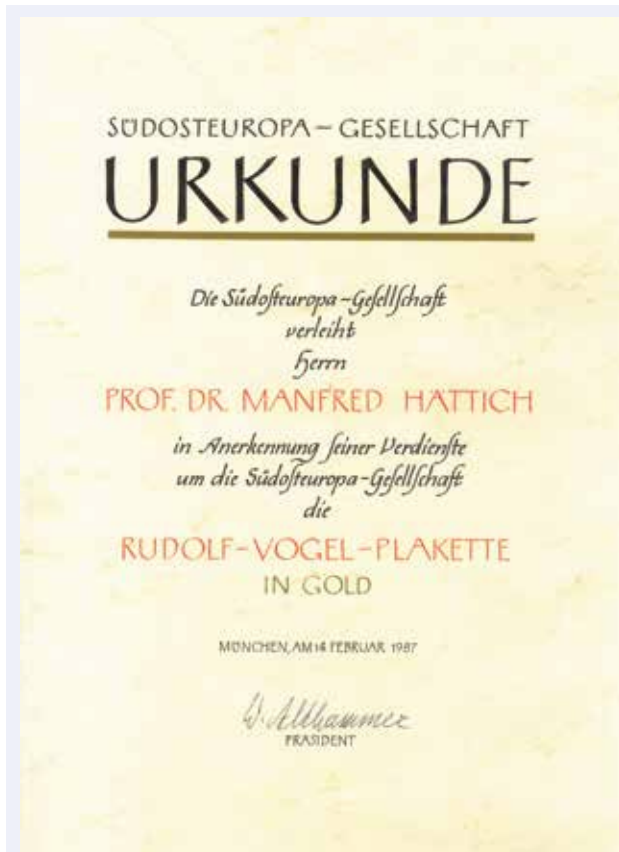 SÜDOSTEUROPA – GESELLSCHAFT
URKUNDE
Die Südoſteuropa-Geſellſchaft
verleiht
Herrn
PROF. DR. MANFRED HÄTTICH
in Anerkennung ſeiner Verdienſte
um die Südoſteuropa-Geſellſchaft
die
RUDOLF-VOGEL-PLAKETTE
IN GOLD
MÜNCHEN, AM 14 FEBRUAR 1987
W. Althammer
PRÄSIDENT